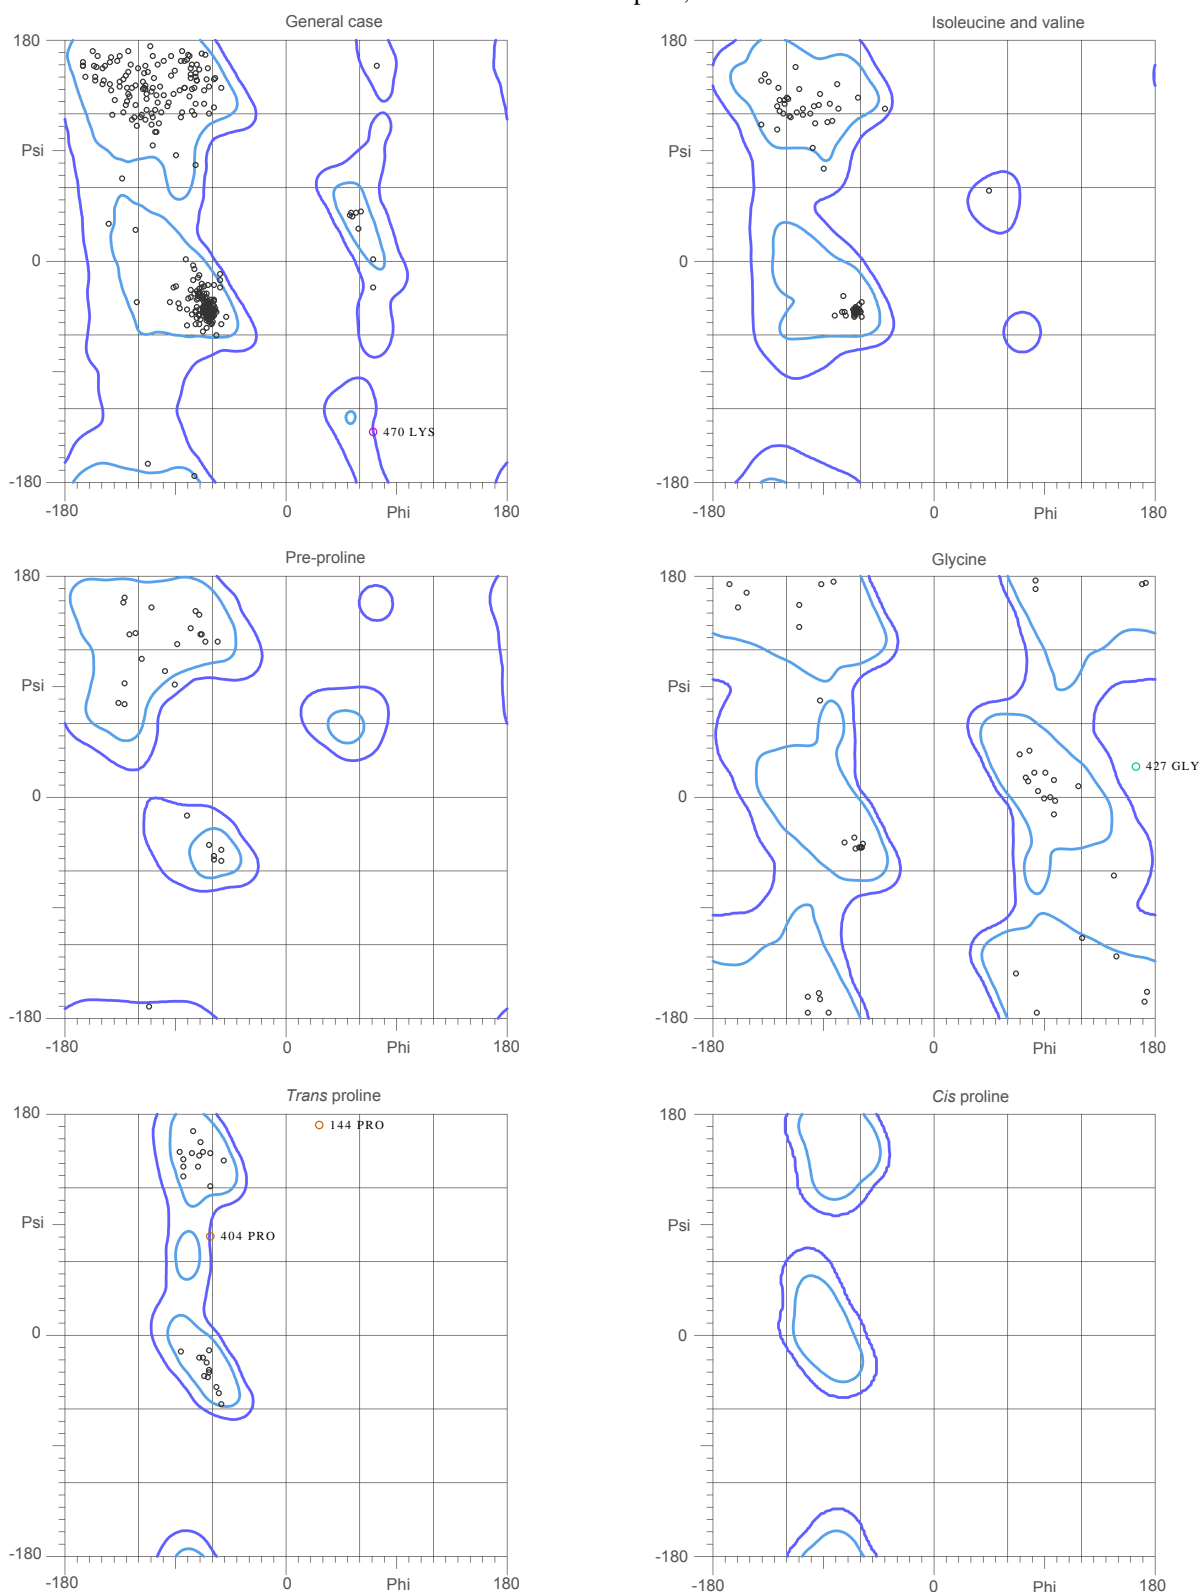 General case
Isoleucine and valine
180
180
Psi
Psi
0
0
470 LYS
-180
-180
-180
0
Phi
180
-180
0
Phi
180
Pre-proline
Glycine
180
180
Psi
Psi
427 GLY
0
0
-180
-180
-180
0
Phi
180
-180
0
Phi
180
Trans proline
Cis proline
180
180
144 PRO
Psi
Psi
404 PRO
0
0
-180
-180
-180
0
Phi
180
-180
0
Phi
180